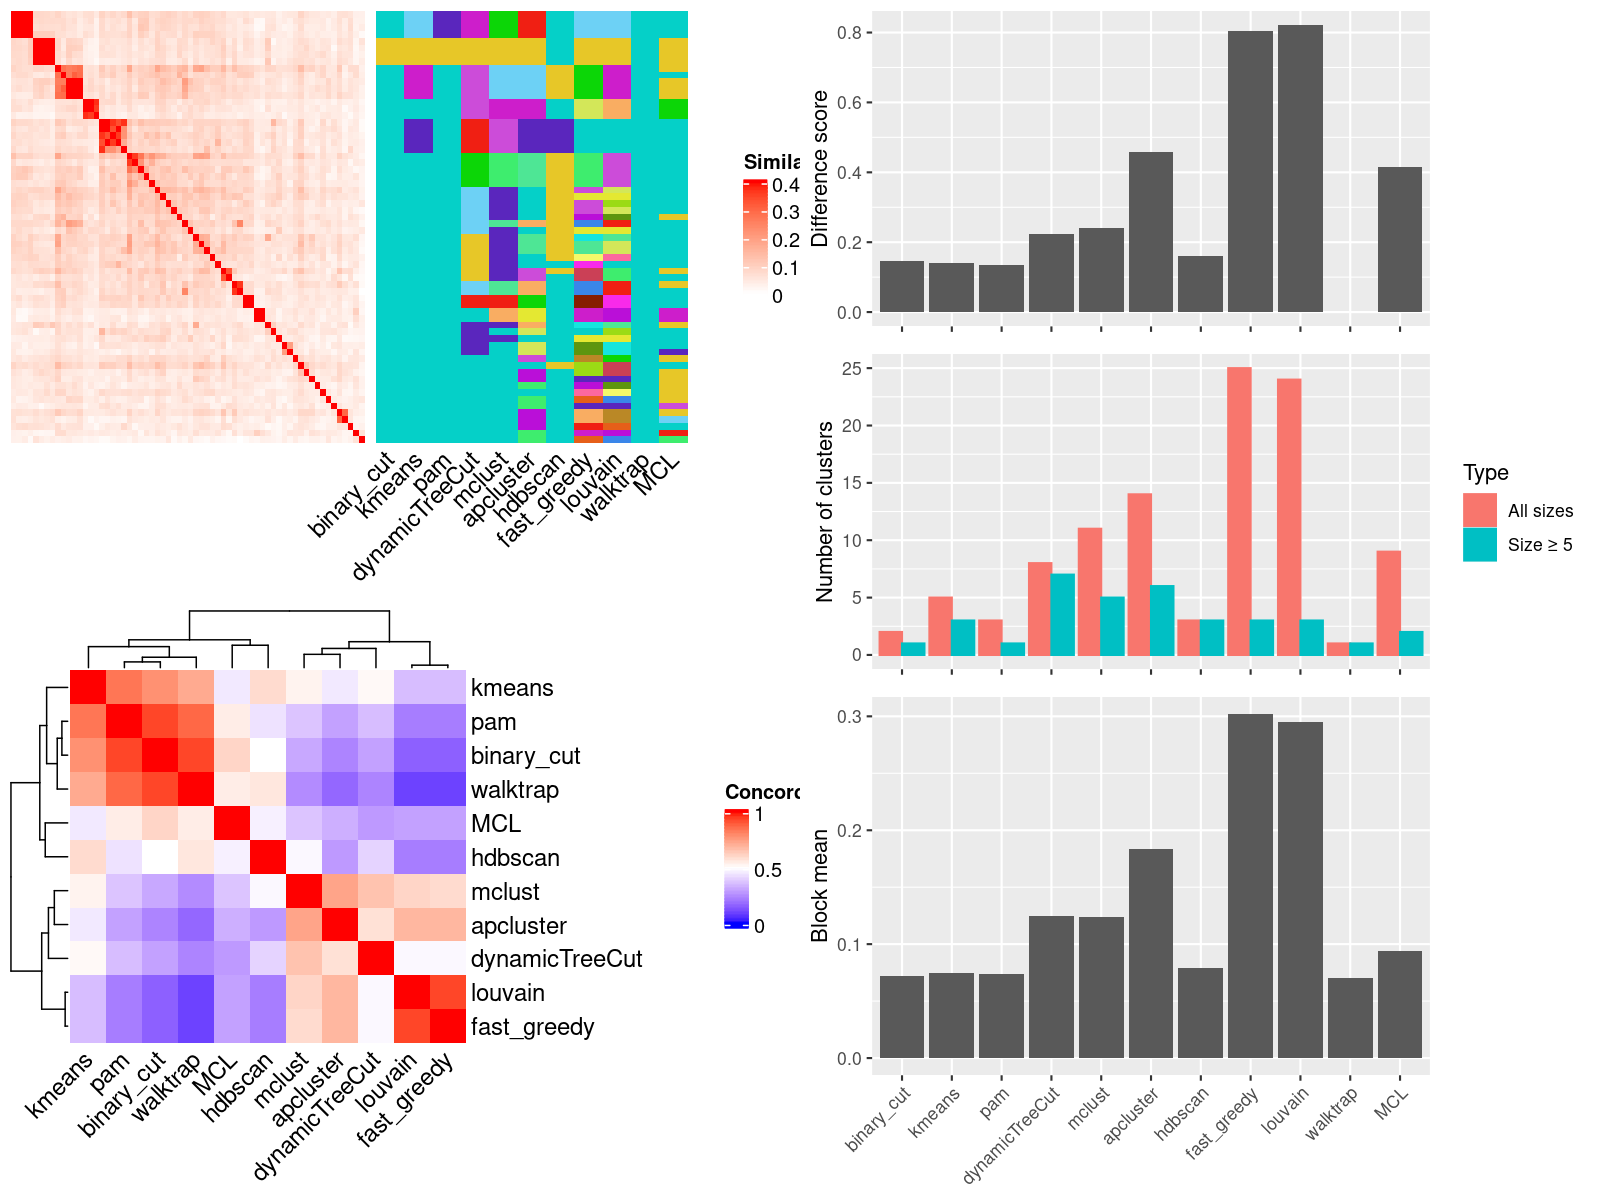 Simila
0.4
0.3
0.2
0.1
0
binary_cut
kmeans
pam
dynamicTreeCut
mclust
apcluster
hdbscan
fast_greedy
louvain
walktrap
MCL
kmeans
pam
binary_cut
walktrap
MCL
hdbscan
mclust
apcluster
dynamicTreeCut
louvain
fast_greedy
kmeans
pam
binary_cut
walktrap
MCL
hdbscan
mclust
apcluster
dynamicTreeCut
louvain
fast_greedy
Concord
1
0.5
0
Difference score
0.8
0.6
0.4
0.2
0.0
Number of clusters
25
20
15
10
5
0
Type
All sizes
Size ≥ 5
Block mean
0.3
0.2
0.1
0.0
binary_cut
kmeans
pam
dynamicTreeCut
mclust
apcluster
hdbscan
fast_greedy
louvain
walktrap
MCL